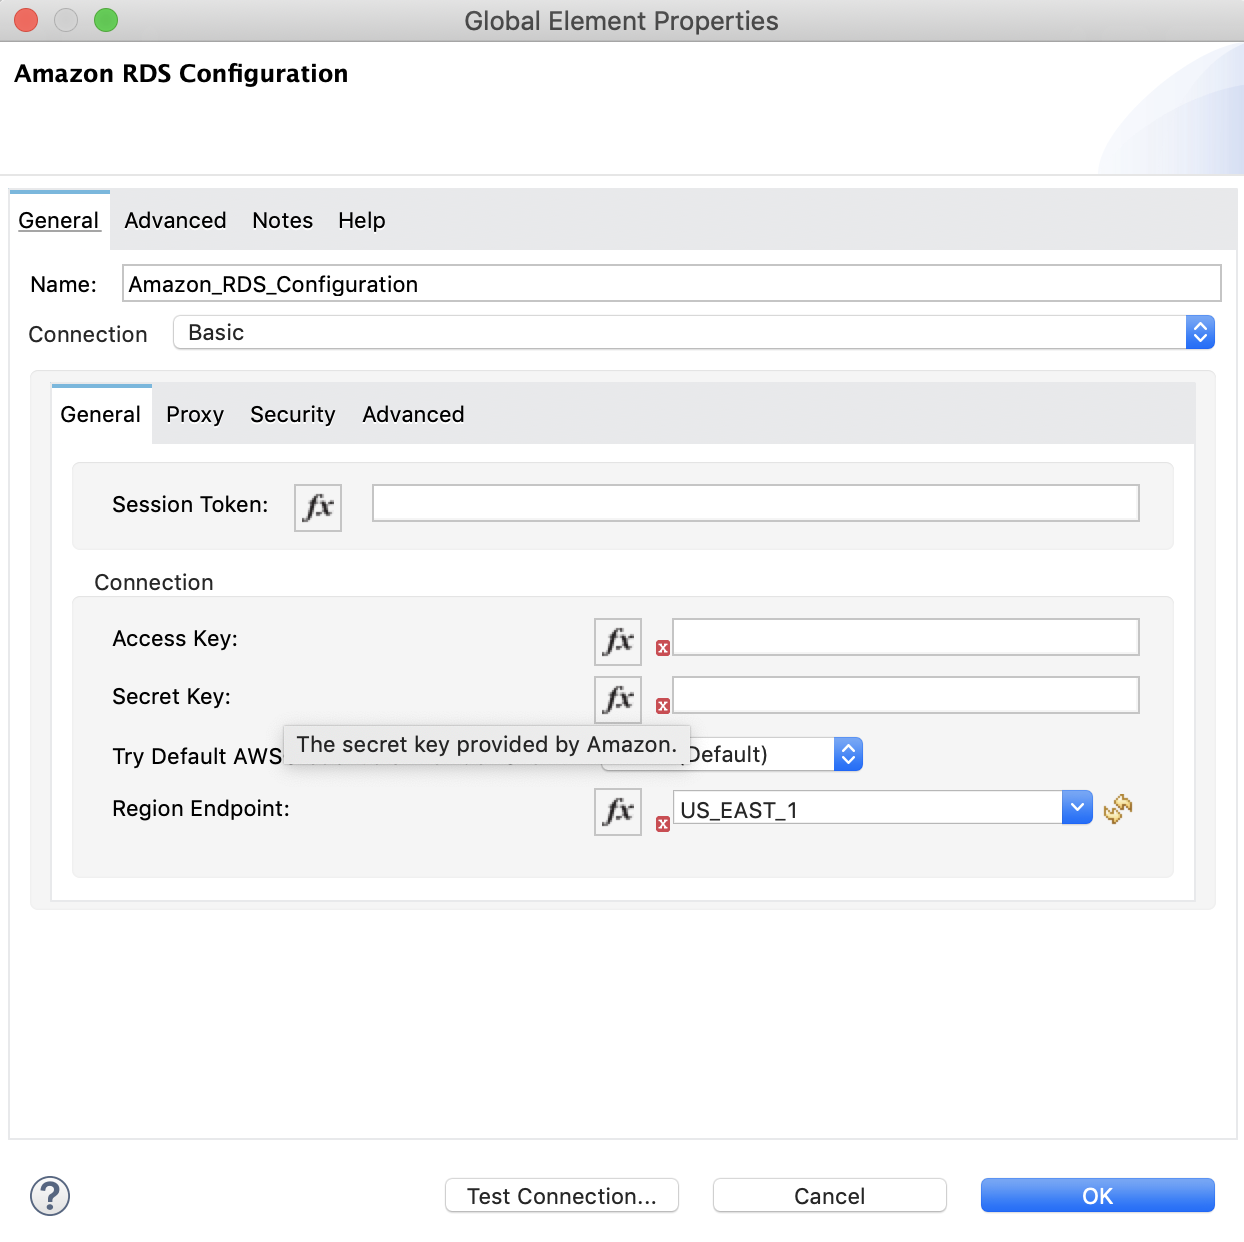 Global Element Properties
Amazon RDS Configuration
General Advanced Notes Help
Name: Amazon_RDS_Configuration
Connection Basic
General Proxy Security Advanced
Session Token: fx
Connection
Access Key: fx
Secret Key: fx
The secret key provided by Amazon.
Try Default AWS Default)
Region Endpoint: fx US_EAST_1
? Test Connection... Cancel OK